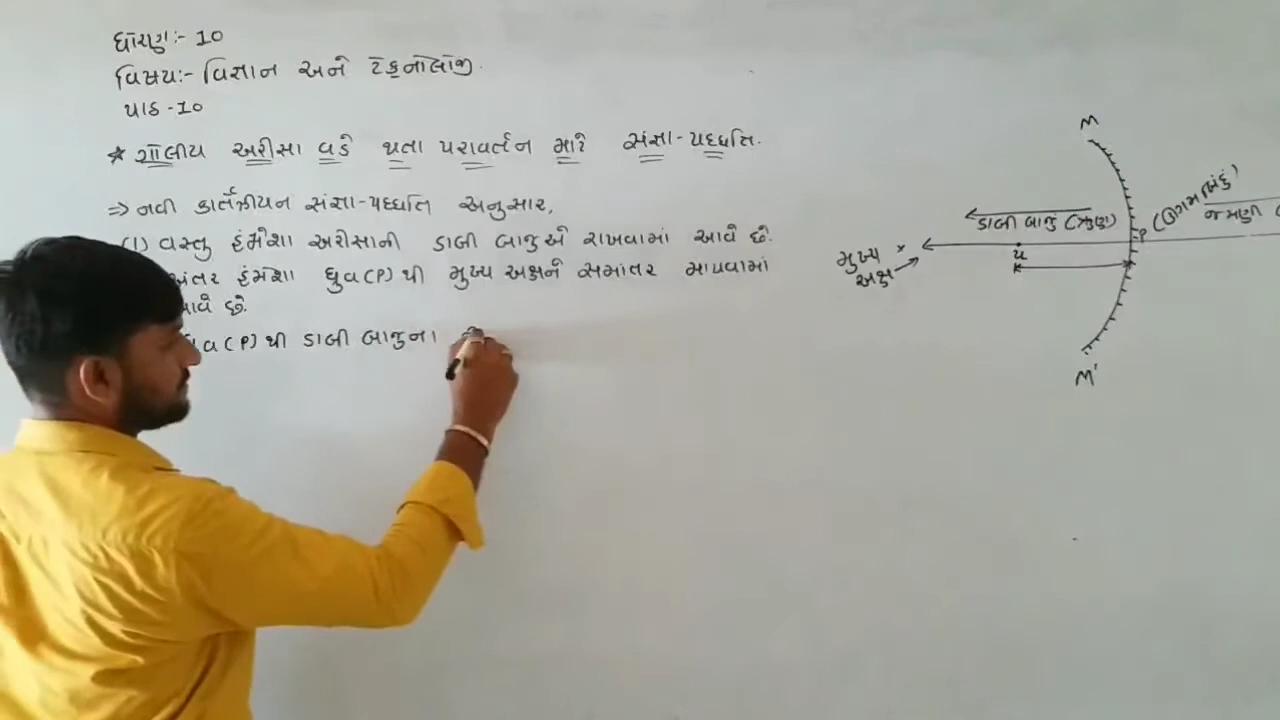 ધોરણ:- 10
વિષય:- વિજ્ઞાન અને ટેકનોલોજી.
પાઠ -10
* ગોલીય અરીસા વડે થતા પરાવર્તન માટે સંજ્ઞા-પદ્ધતિ.
⇒ નવી કાર્તેઝીયન સંજ્ઞા-પદ્ધતિ અનુસાર,
(1) વસ્તુ હંમેશા અરીસાની ડાબી બાજુએ રાખવામાં આવે છે.
અંતર હંમેશા ધ્રુવ(P) થી મુખ્ય અક્ષને સમાંતર માપવામાં
આવે છે.
(P) થી ડાબી બાજુના
M
(ઉગમબિંદુ)
જમણી
ડાબી બાજુ (ઋણ)
P
મુખ્ય
અક્ષ
x
M'